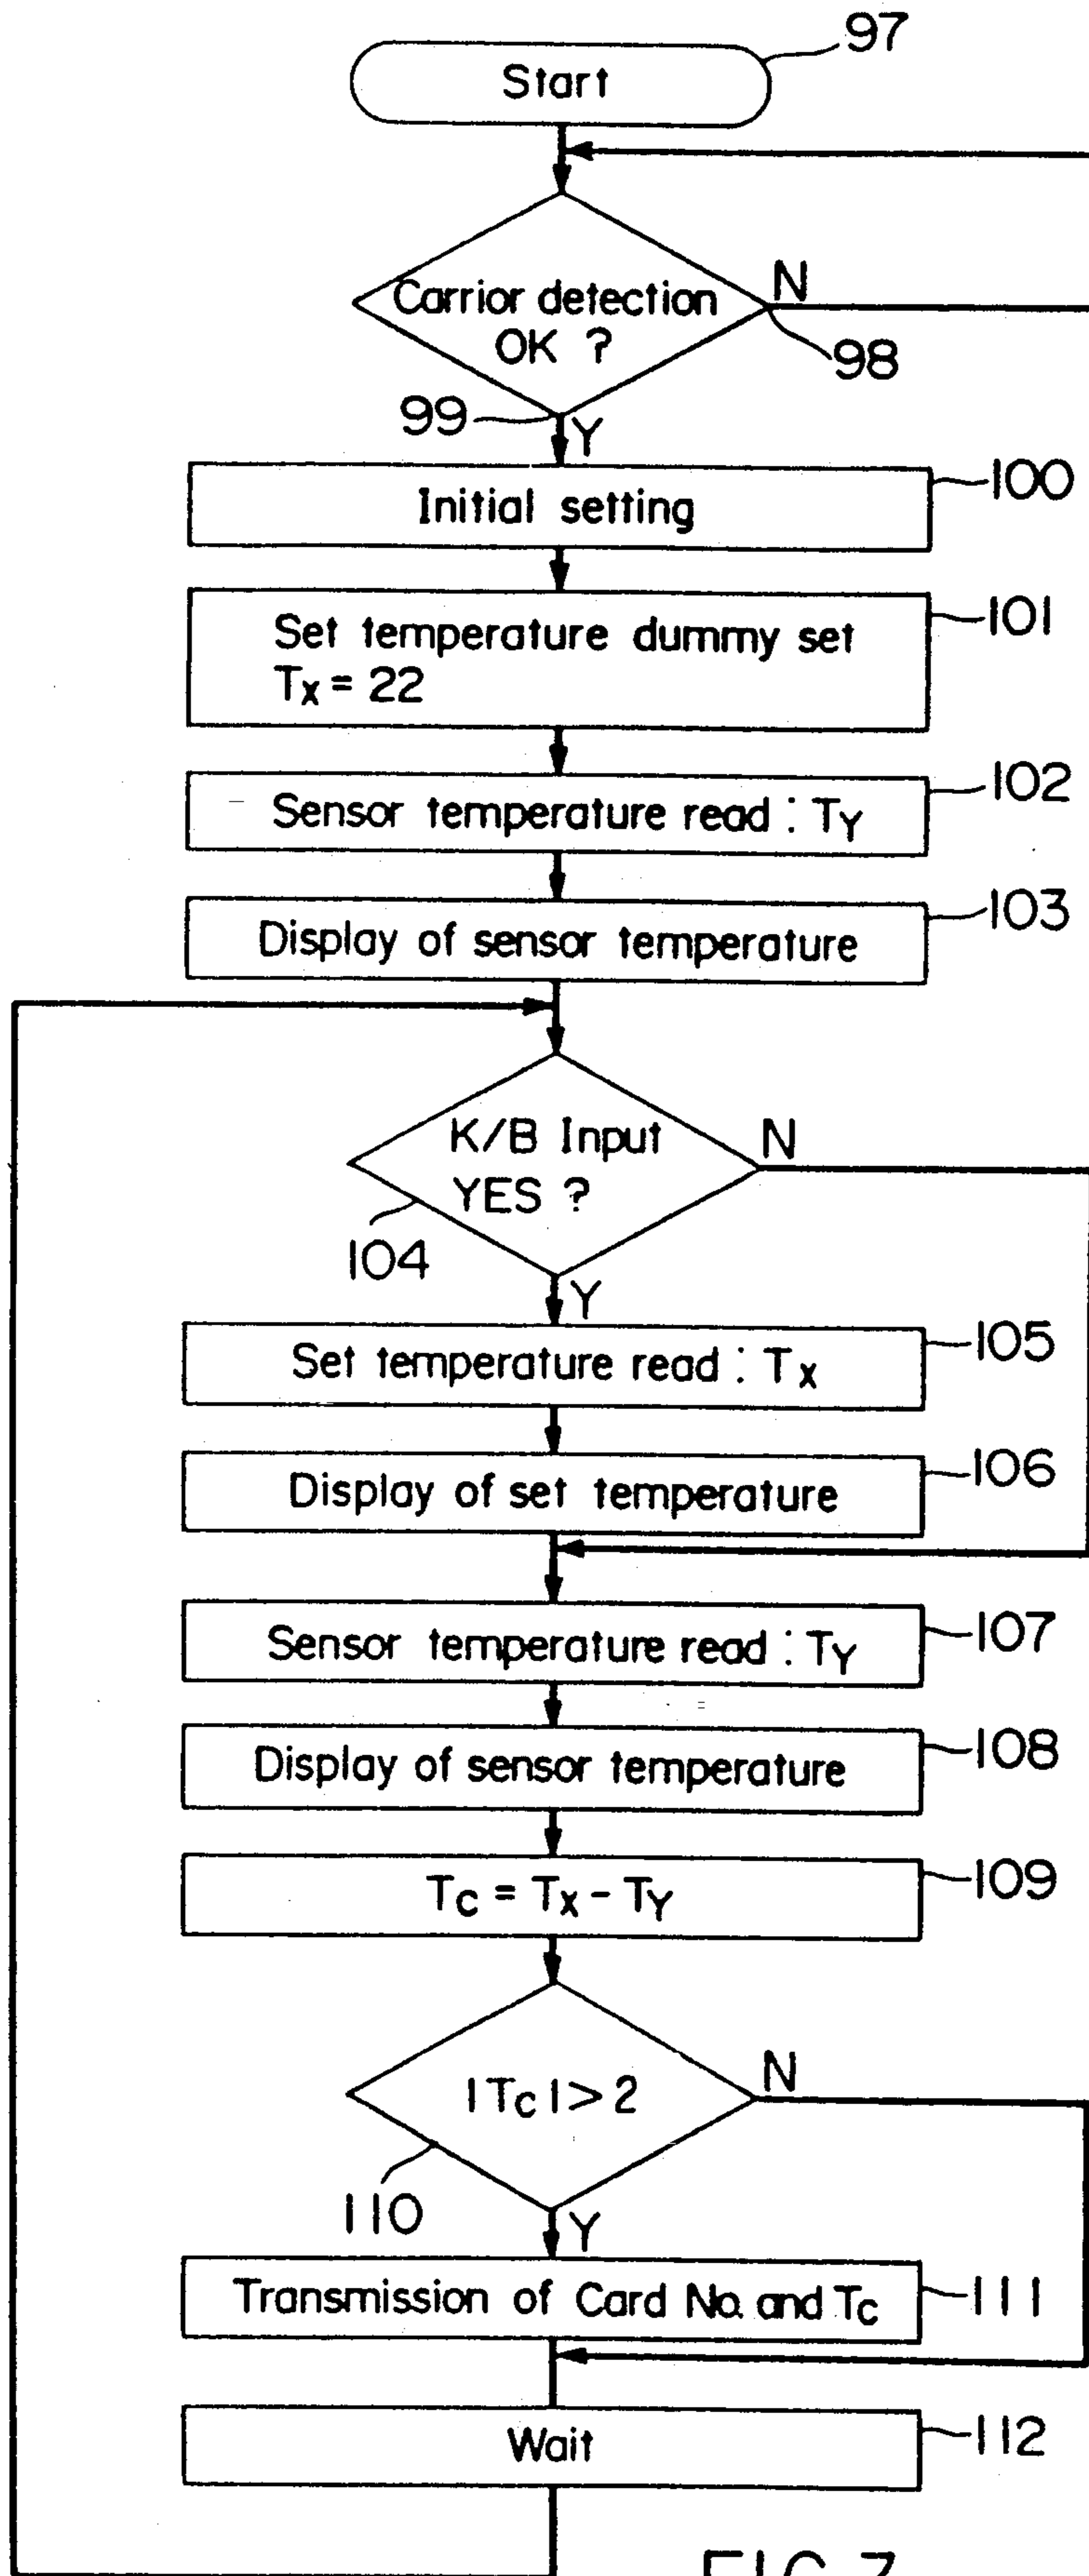 97
Start
Carrior detection
OK ?
N
98
99
Y
Initial setting
100
Set temperature dummy set
Tx = 22
101
Sensor temperature read : TY
102
Display of sensor temperature
103
K/B Input
YES ?
N
104
Y
Set temperature read : Tx
105
Display of set temperature
106
Sensor temperature read : TY
107
Display of sensor temperature
108
Tc = Tx - TY
109
|Tc|>2
N
110
Y
Transmission of Card No. and Tc
111
Wait
112